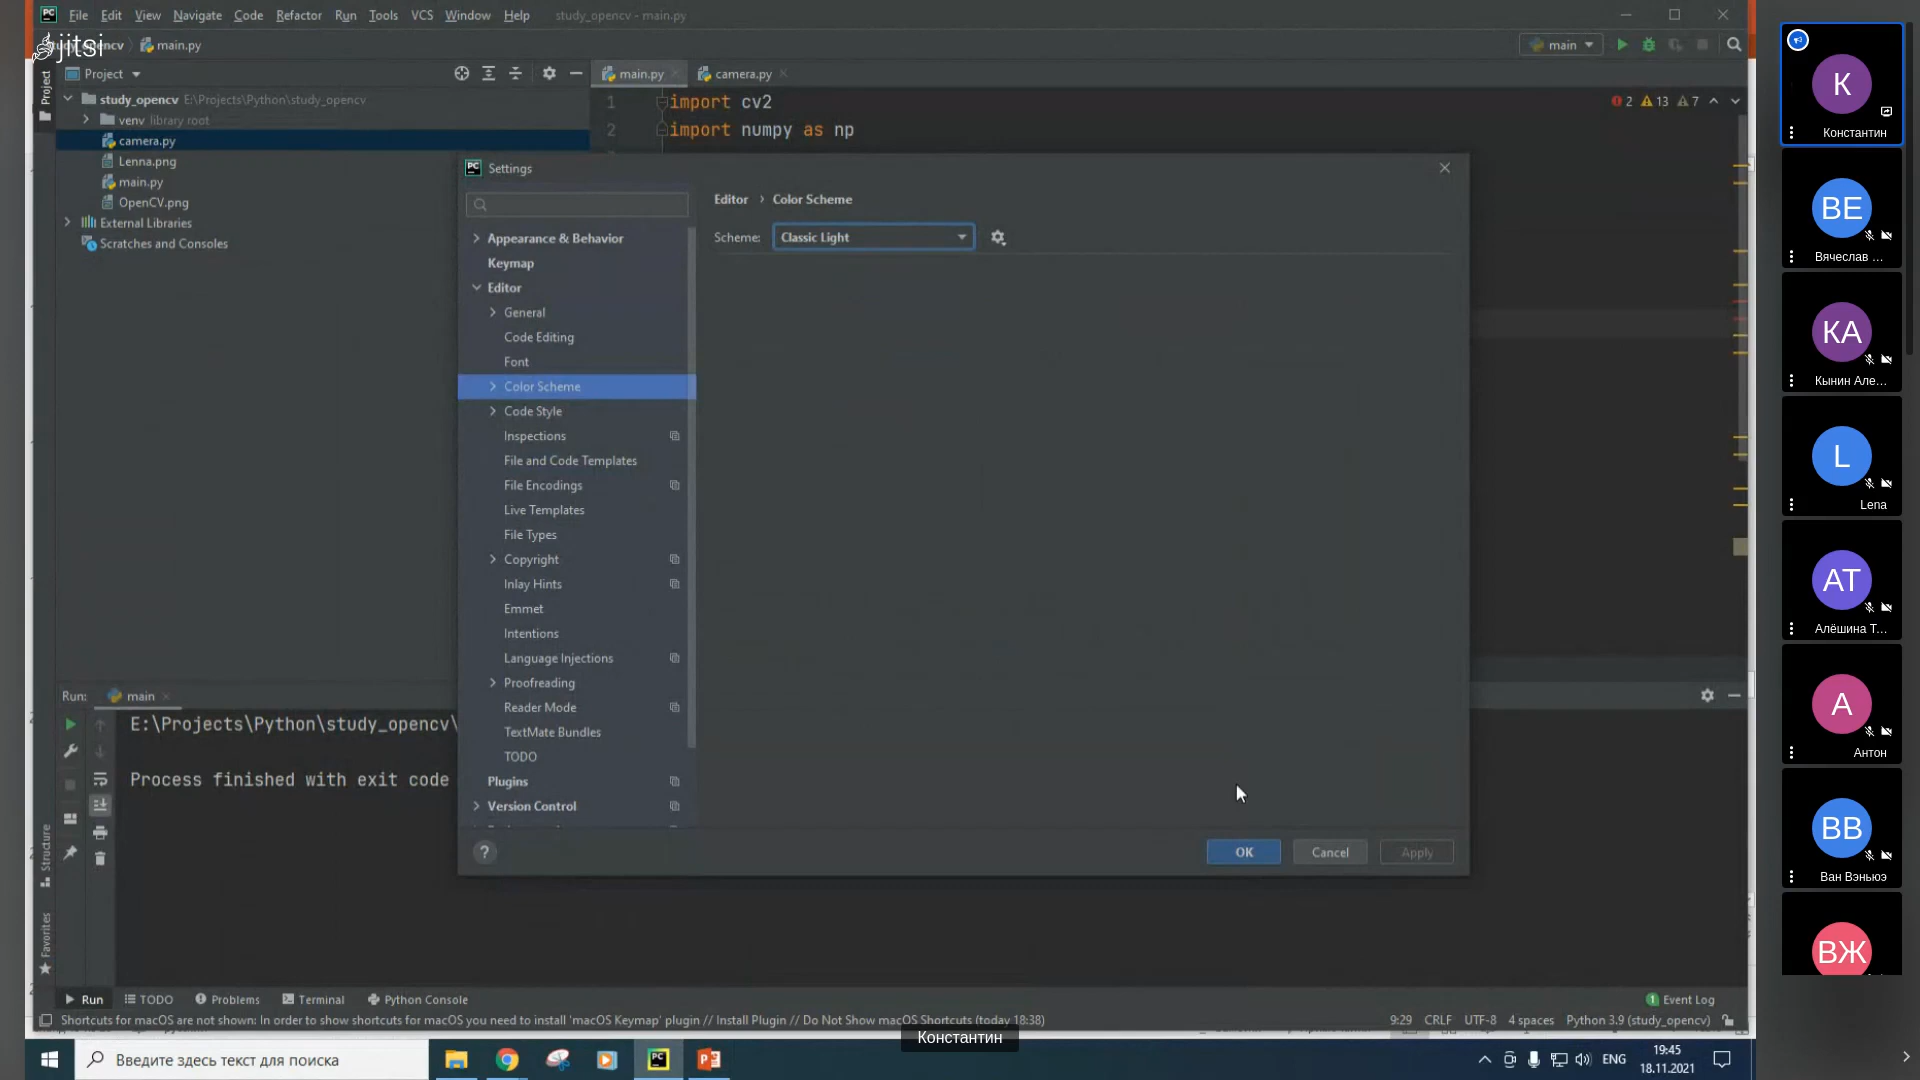 File Edit View Navigate Code Refactor Run Tools VCS Window Help study_opencv - main.py
jitsi
main.py
main
Project
main.py
camera.py
study_opencv E:\Projects\Python\study_opencv
venv library root
camera.py
Lenna.png
main.py
OpenCV.png
External Libraries
Scratches and Consoles
Project
1 import cv2
2 import numpy as np
2 13 7
Settings
Appearance & Behavior
Keymap
Editor
General
Code Editing
Font
Color Scheme
Code Style
Inspections
File and Code Templates
File Encodings
Live Templates
File Types
Copyright
Inlay Hints
Emmet
Intentions
Language Injections
Proofreading
Reader Mode
TextMate Bundles
TODO
Plugins
Version Control
Editor › Color Scheme
Scheme: Classic Light
?
OK Cancel Apply
Run: main
E:\Projects\Python\study_opencv\
Process finished with exit code
Structure
Favorites
Run TODO Problems Terminal Python Console
1 Event Log
Shortcuts for macOS are not shown: In order to show shortcuts for macOS you need to install 'macOS Keymap' plugin // Install Plugin // Do Not Show macOS Shortcuts (today 18:38)
9:29 CRLF UTF-8 4 spaces Python 3.9 (study_opencv)
Константин
Введите здесь текст для поиска
ENG
19:45
18.11.2021
К
Константин
ВЕ
Вячеслав ...
КА
Кынин Але...
L
Lena
АТ
Алёшина Т...
А
Антон
ВВ
Ван Вэньюэ
ВЖ